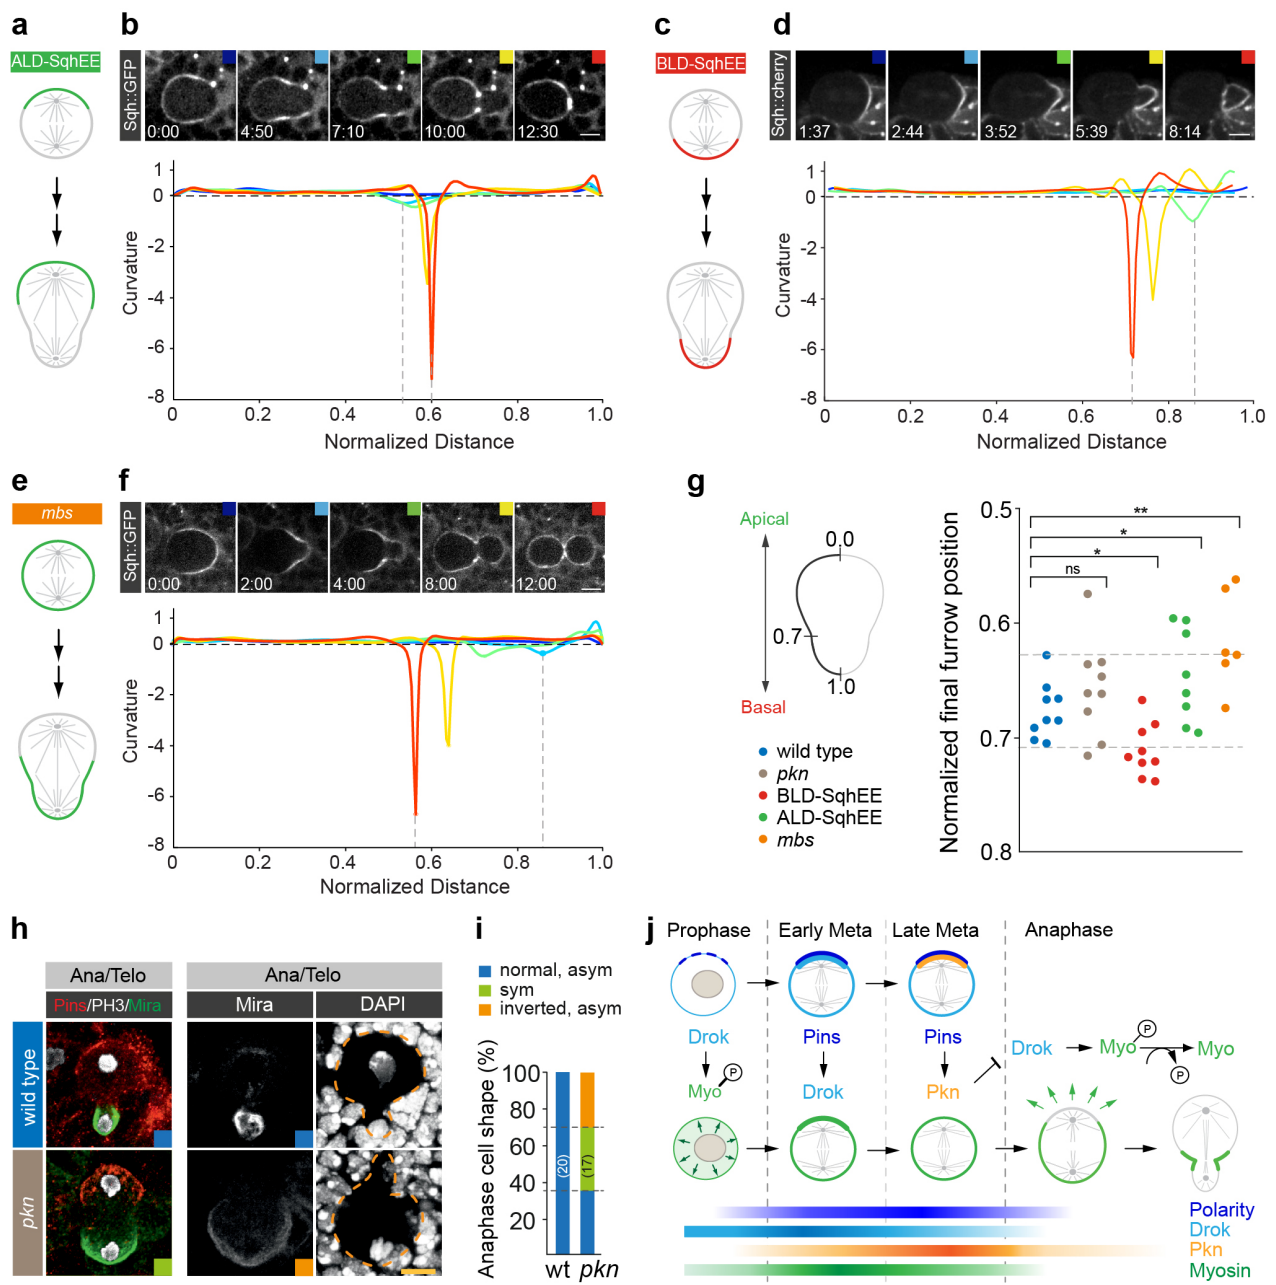 a
ALD-SqhEE
b
Sqh::GFP
0:00
4:50
7:10
10:00
12:30
1
0
-2
-4
-6
-8
Curvature
0
0.2
0.4
0.6
0.8
1.0
Normalized Distance
c
BLD-SqhEE
d
Sqh::cherry
1:37
2:44
3:52
5:39
8:14
1
0
-2
-4
-6
-8
Curvature
0
0.2
0.4
0.6
0.8
1.0
Normalized Distance
e
mbs
f
Sqh::GFP
0:00
2:00
4:00
8:00
12:00
1
0
-2
-4
-6
-8
Curvature
0
0.2
0.4
0.6
0.8
1.0
Normalized Distance
g
Apical
Basal
0.0
0.7
1.0
wild type
pkn
BLD-SqhEE
ALD-SqhEE
mbs
Normalized final furrow position
0.5
0.6
0.7
0.8
**
*
*
ns
h
Ana/Telo
Ana/Telo
Pins/PH3/Mira
Mira
DAPI
wild type
pkn
i
normal, asym
sym
inverted, asym
Anaphase cell shape (%)
100
80
60
40
20
(20)
(17)
wt pkn
j
Prophase
Early Meta
Late Meta
Anaphase
Drok
Pins
Pins
Drok
Myo
P
Myo
P
Myo
P
Drok
Pkn
Polarity
Drok
Pkn
Myosin